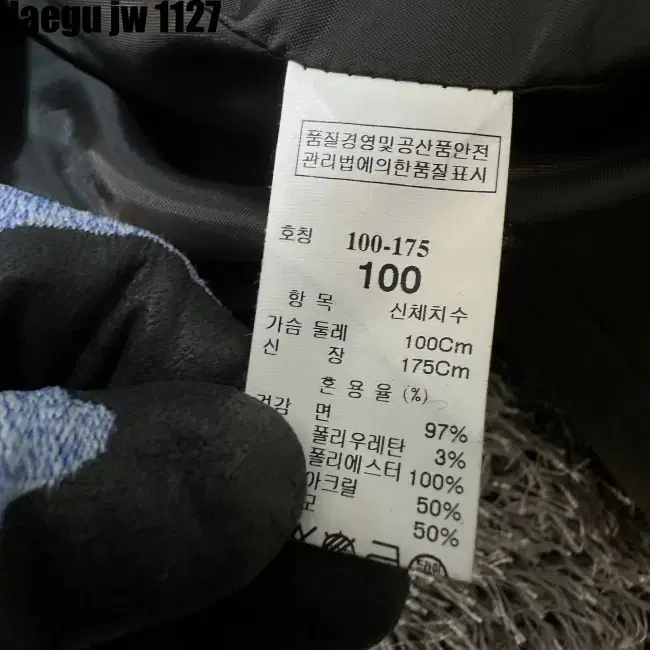 daegu jw 1127
품질경영및공산품안전
관리법에의한품질표시
호칭 100-175
100
항 목 신체치수
가슴 둘레 100Cm
신 장 175Cm
혼 용 율 (%)
겉감 면 97%
폴리우레탄 3%
폴리에스터 100%
아크릴 50%
모 50%
드라이